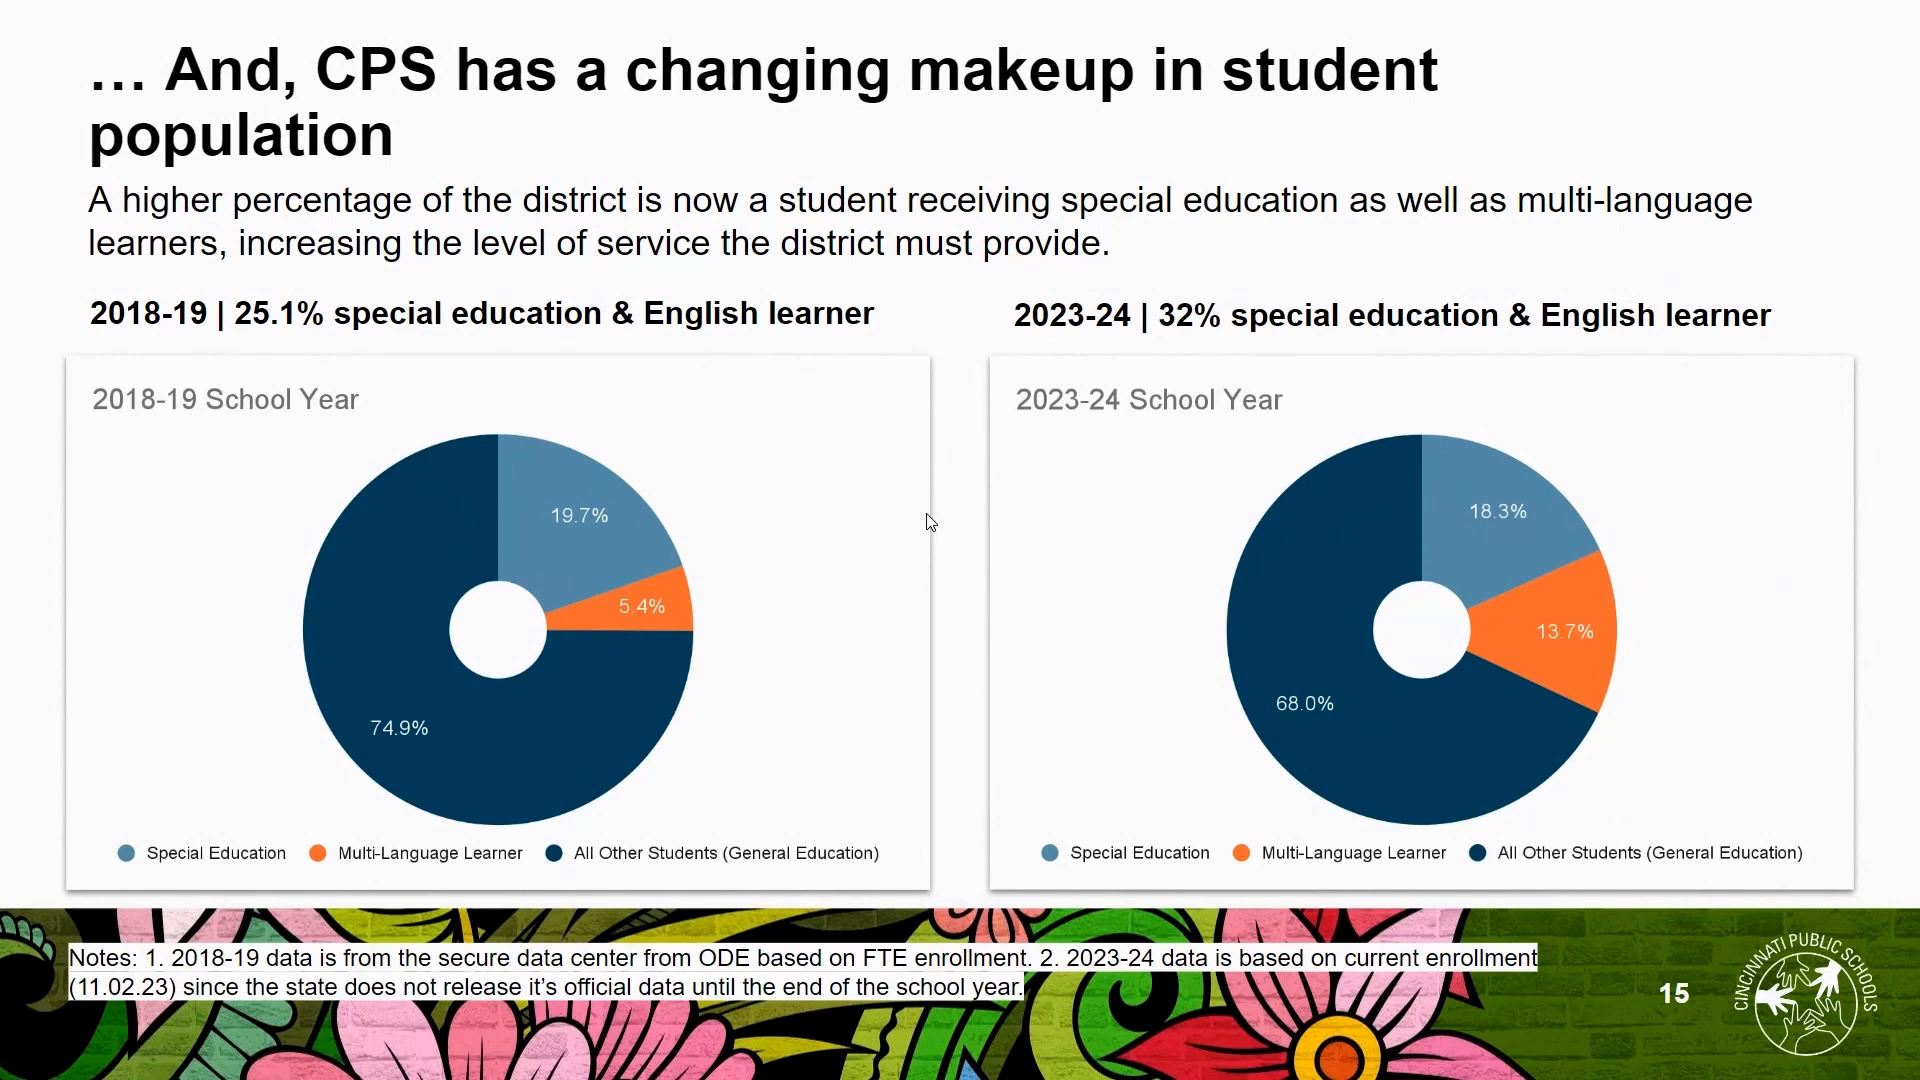 … And, CPS has a changing makeup in student
population
A higher percentage of the district is now a student receiving special education as well as multi-language
learners, increasing the level of service the district must provide.
2018-19 | 25.1% special education & English learner
2018-19 School Year
19.7%
5.4%
74.9%
Special Education
Multi-Language Learner
All Other Students (General Education)
2023-24 | 32% special education & English learner
2023-24 School Year
18.3%
13.7%
68.0%
Special Education
Multi-Language Learner
All Other Students (General Education)
Notes: 1. 2018-19 data is from the secure data center from ODE based on FTE enrollment. 2. 2023-24 data is based on current enrollment
(11.02.23) since the state does not release it’s official data until the end of the school year.
15
CINCINNATI PUBLIC SCHOOLS